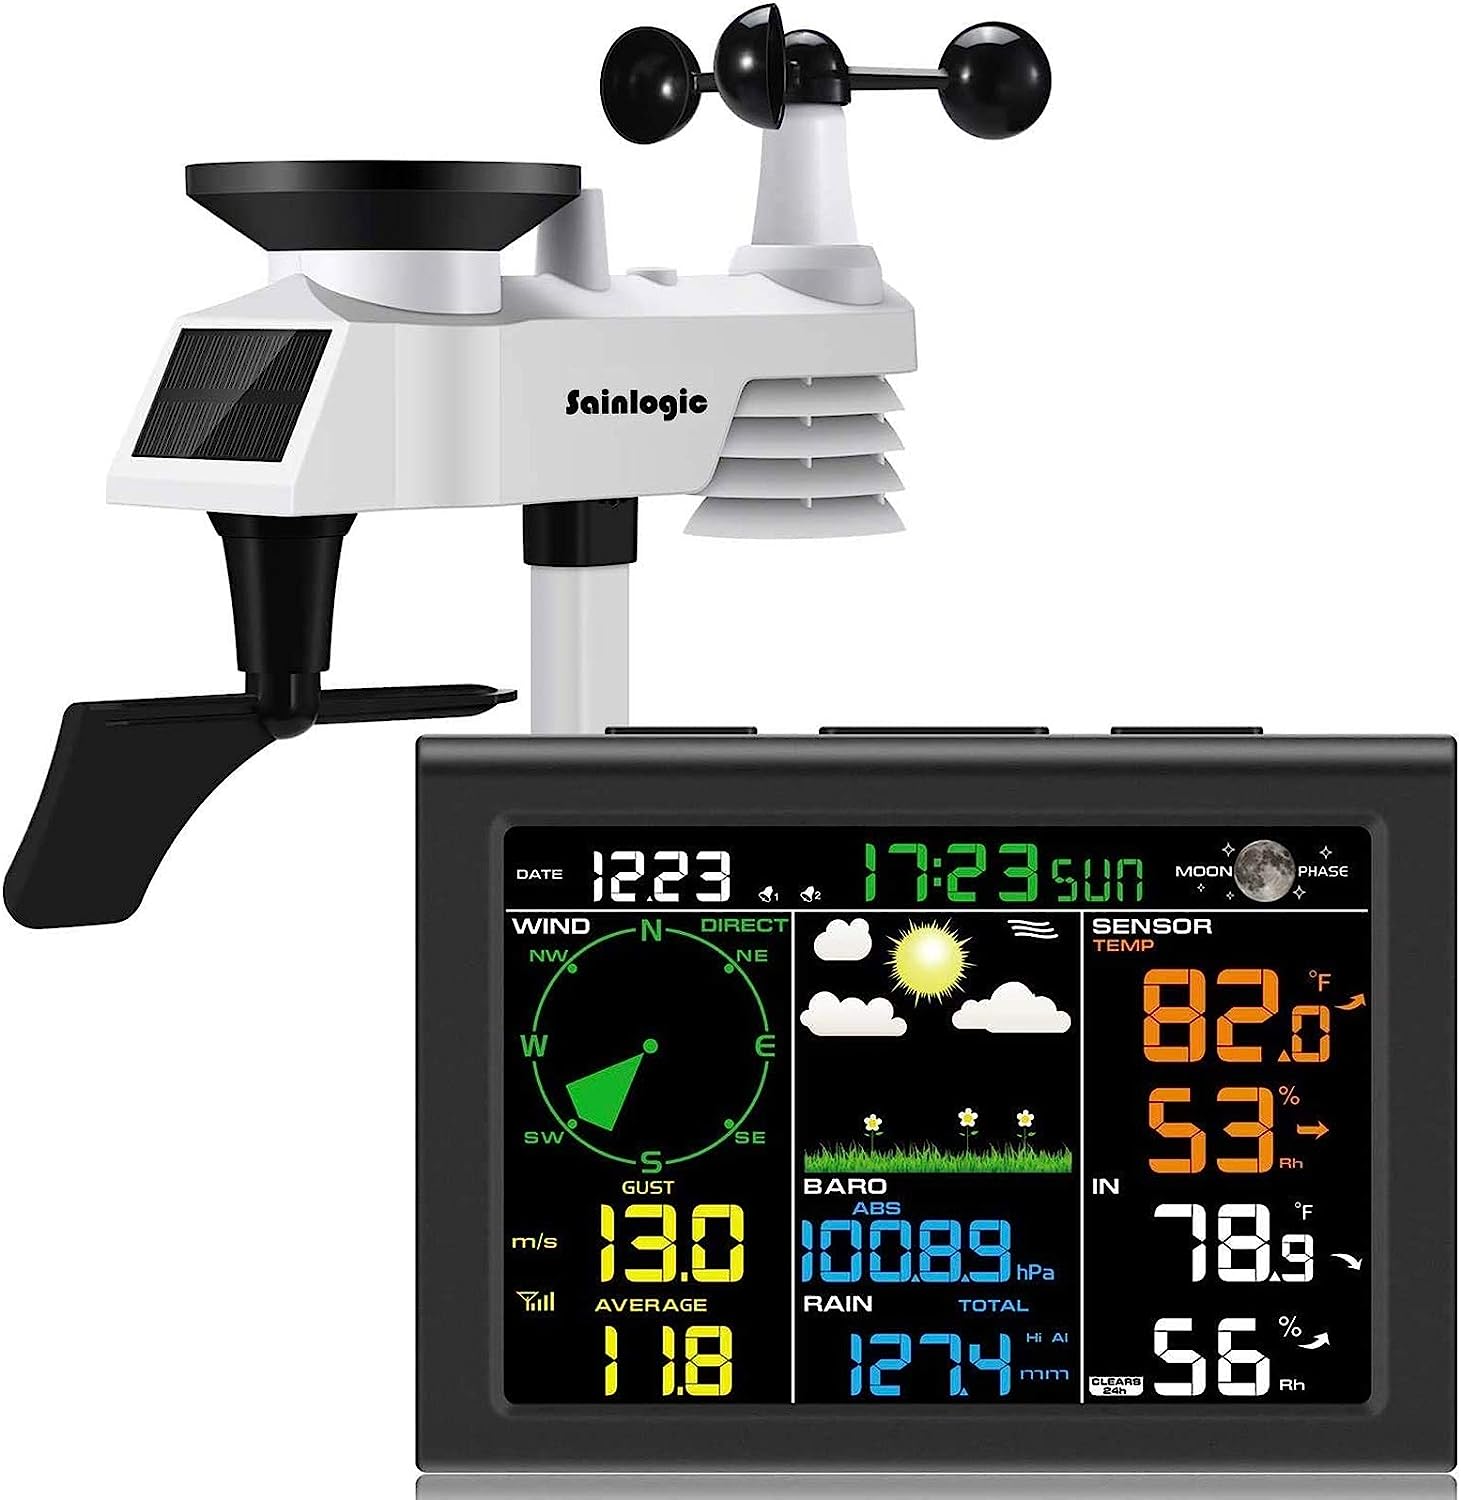 Sainlogic
DATE 12.23 1 2 17:23 SUN MOON PHASE
WIND DIRECT
N
NW NE
W E
SW SE
S
GUST
m/s 13.0
AVERAGE
11.8
BARO
ABS
1008.9 hPa
RAIN TOTAL
Hi Al
127.4 mm
SENSOR
TEMP
82.0 °F
53 %
Rh
IN
78.9 °F
56 %
Rh
CLEARS
24h